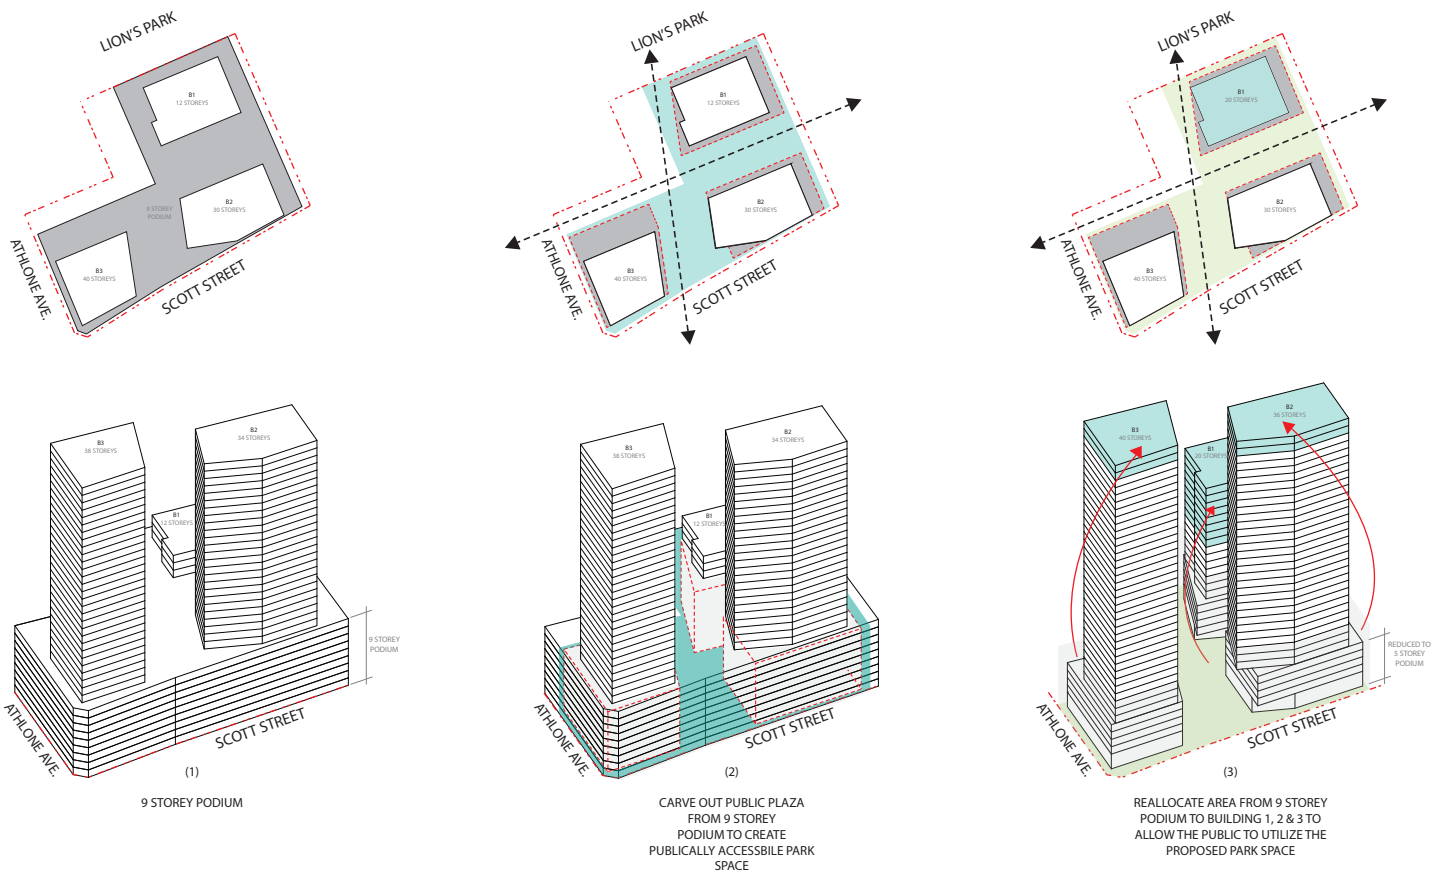 LION'S PARK
B1
12 STOREYS
B2
30 STOREYS
9 STOREY
PODIUM
B3
40 STOREYS
ATHLONE AVE.
SCOTT STREET
LION'S PARK
B1
12 STOREYS
B2
30 STOREYS
B3
40 STOREYS
ATHLONE AVE.
SCOTT STREET
LION'S PARK
B1
20 STOREYS
B2
30 STOREYS
B3
40 STOREYS
ATHLONE AVE.
SCOTT STREET
B3
38 STOREYS
B2
34 STOREYS
B1
12 STOREYS
9 STOREY
PODIUM
ATHLONE AVE.
SCOTT STREET
(1)
9 STOREY PODIUM
B3
38 STOREYS
B2
34 STOREYS
B1
12 STOREYS
ATHLONE AVE.
SCOTT STREET
(2)
CARVE OUT PUBLIC PLAZA
FROM 9 STOREY
PODIUM TO CREATE
PUBLICALLY ACCESSBILE PARK
SPACE
B3
40 STOREYS
B2
36 STOREYS
B1
20 STOREYS
REDUCED TO
5 STOREY
PODIUM
ATHLONE AVE.
SCOTT STREET
(3)
REALLOCATE AREA FROM 9 STOREY
PODIUM TO BUILDING 1, 2 & 3 TO
ALLOW THE PUBLIC TO UTILIZE THE
PROPOSED PARK SPACE